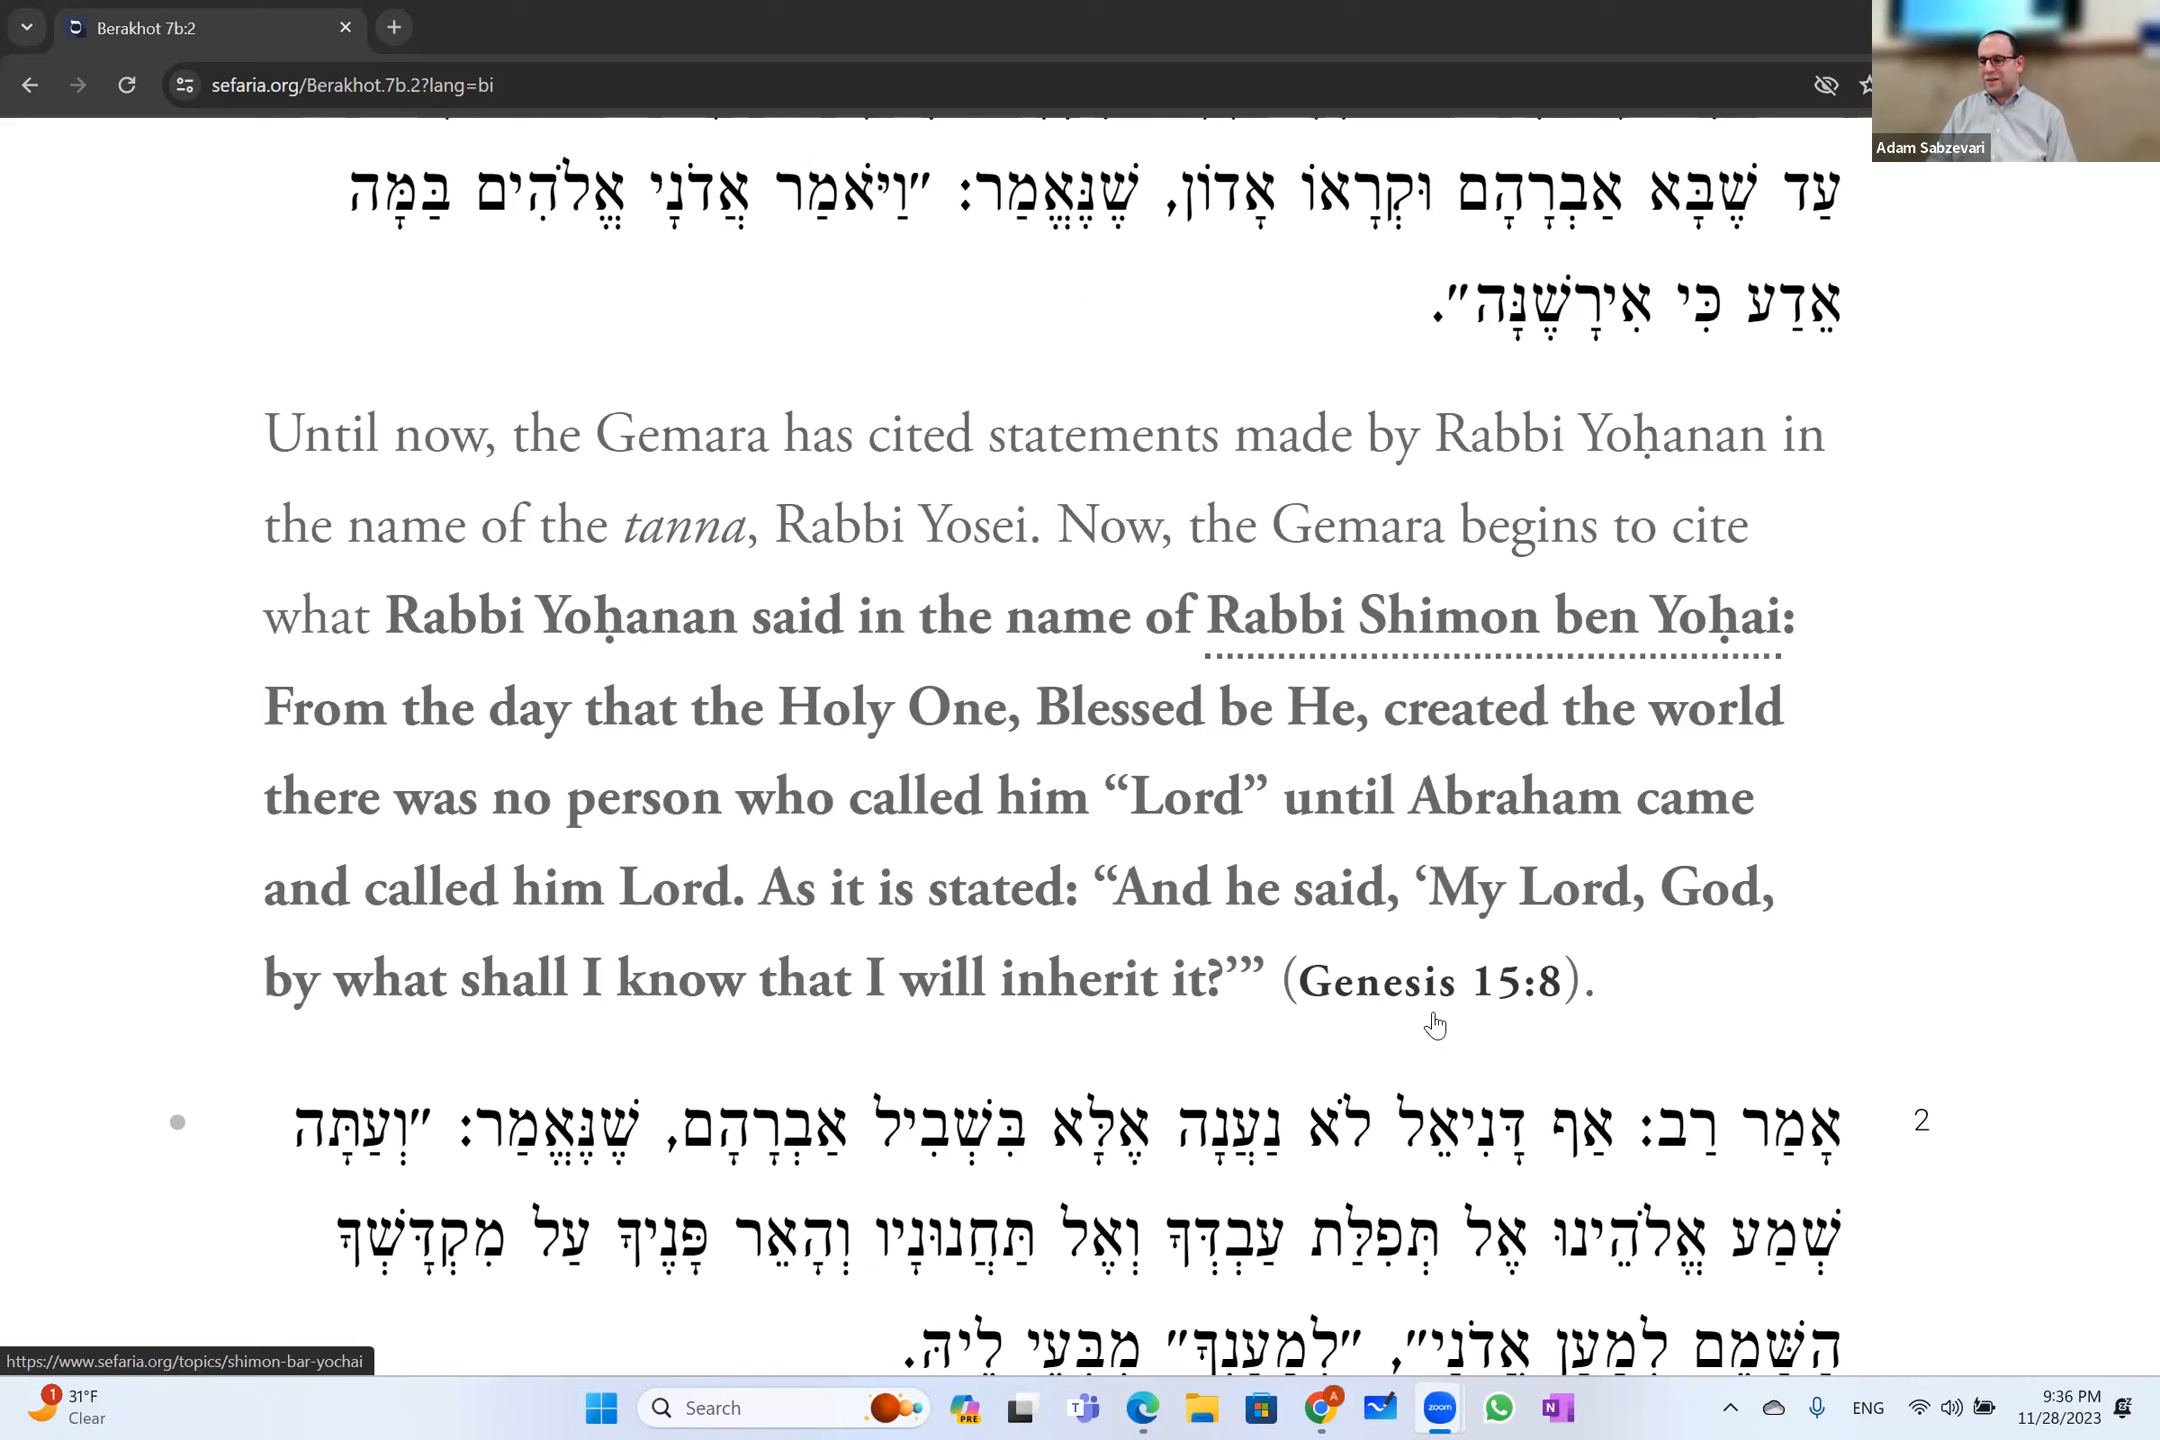 Berakhot 7b:2
sefaria.org/Berakhot.7b.2?lang=bi
Adam Sabzevari
עַד שֶׁבָּא אַבְרָהָם וּקְרָאוֹ אָדוֹן, שֶׁנֶּאֱמַר: ״וַיֹּאמַר אֲדֹנָי אֱלֹהִים בַּמָּה
אֵדַע כִּי אִירָשֶׁנָּה״.
Until now, the Gemara has cited statements made by Rabbi Yoḥanan in
the name of the tanna, Rabbi Yosei. Now, the Gemara begins to cite
what Rabbi Yoḥanan said in the name of Rabbi Shimon ben Yoḥai:
From the day that the Holy One, Blessed be He, created the world
there was no person who called him “Lord” until Abraham came
and called him Lord. As it is stated: “And he said, ‘My Lord, God,
by what shall I know that I will inherit it?’” (Genesis 15:8).
2
אָמַר רַב: אַף דָּנִיאֵל לֹא נַעֲנָה אֶלָּא בִּשְׁבִיל אַבְרָהָם, שֶׁנֶּאֱמַר: ״וְעַתָּה
שְׁמַע אֱלֹהֵינוּ אֶל תְּפִלַּת עַבְדְּךָ וְאֶל תַּחֲנוּנָיו וְהָאֵר פָּנֶיךָ עַל מִקְדָּשְׁךָ
הַשָּׁמֵם לְמַעַן אֲדֹנָי״, ״לְמַעֲנֶךָ״ מִבְּעֵי לֵיהּ.
https://www.sefaria.org/topics/shimon-bar-yochai
1
31°F
Clear
Search
PRE
T
A
zoom
N
ENG
9:36 PM
11/28/2023